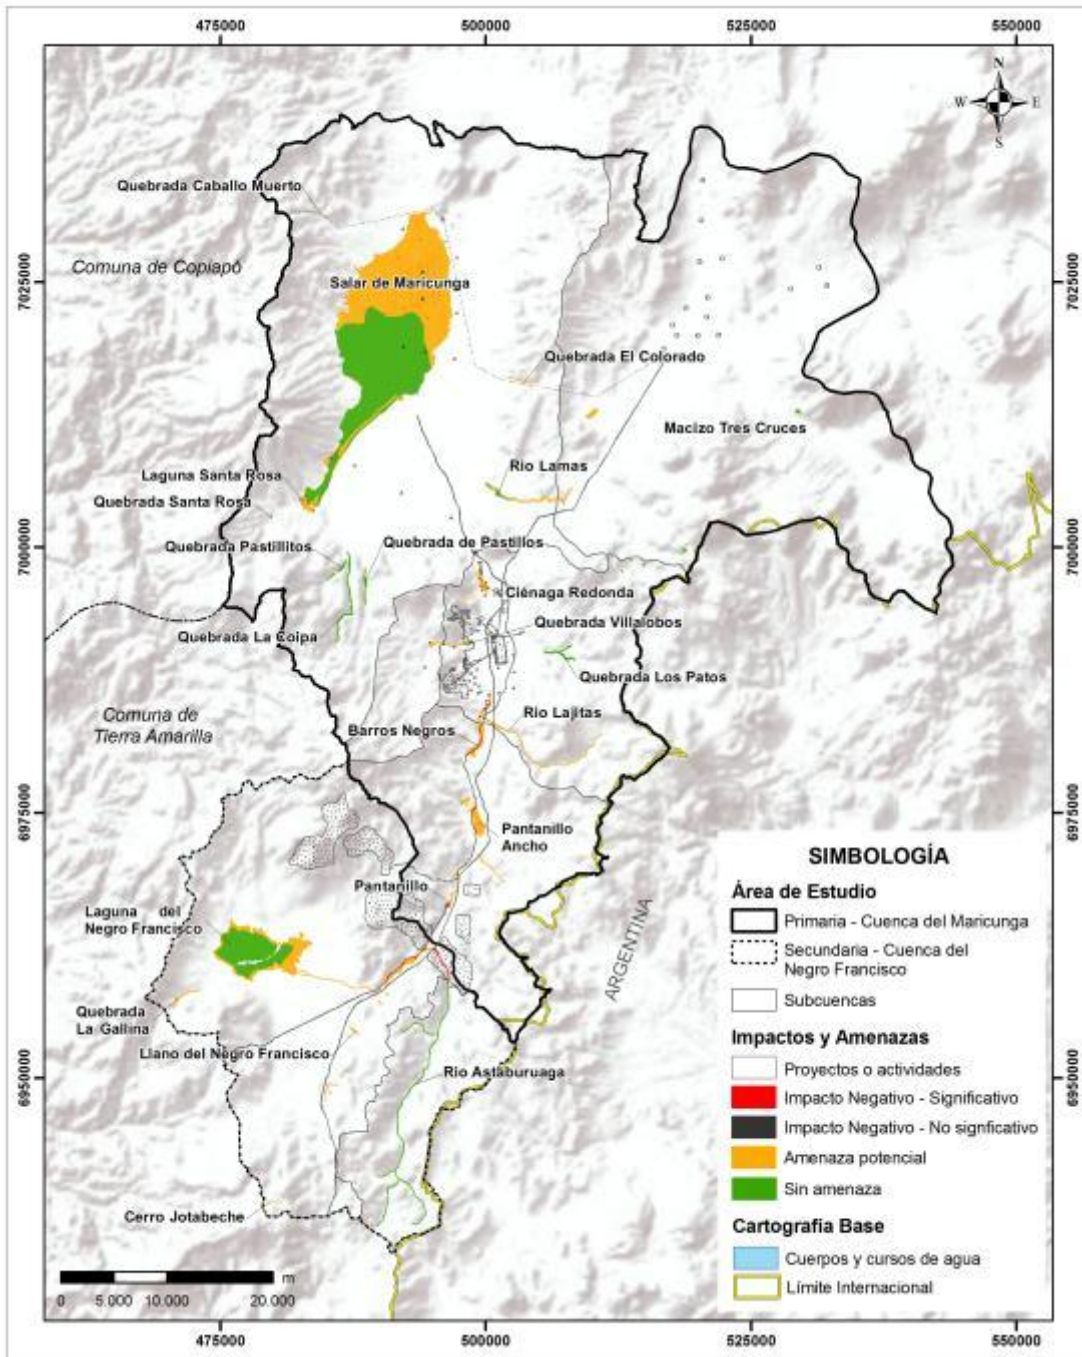 475000
500000
525000
550000
N
W
E
S
Quebrada Caballo Muerto
Comuna de Copiapó
7025000
Salar de Maricunga
7025000
Quebrada El Colorado
Macizo Tres Cruces
Rio Lamas
Laguna Santa Rosa
Quebrada Santa Rosa
7000000
Quebrada Pastillitos
Quebrada de Pastillos
7000000
Ciénaga Redonda
Quebrada Villalobos
Quebrada La Coipa
Quebrada Los Patos
Comuna de
Tierra Amarilla
Rio Lajitas
Barros Negros
6975000
6975000
Pantanillo
Ancho
Pantanillo
Laguna del
Negro Francisco
ARGENTINA
Quebrada
La Gallina
Llano del Negro Francisco
Rio Astaburuaga
6950000
6950000
Cerro Jotabeche
SIMBOLOGÍA
Área de Estudio
Primaria - Cuenca del Maricunga
Secundaria - Cuenca del
Negro Francisco
Subcuencas
Impactos y Amenazas
Proyectos o actividades
Impacto Negativo - Significativo
Impacto Negativo - No signficativo
Amenaza potencial
Sin amenaza
Cartografía Base
Cuerpos y cursos de agua
Límite Internacional
m
0 5.000 10.000 20.000
475000
500000
525000
550000